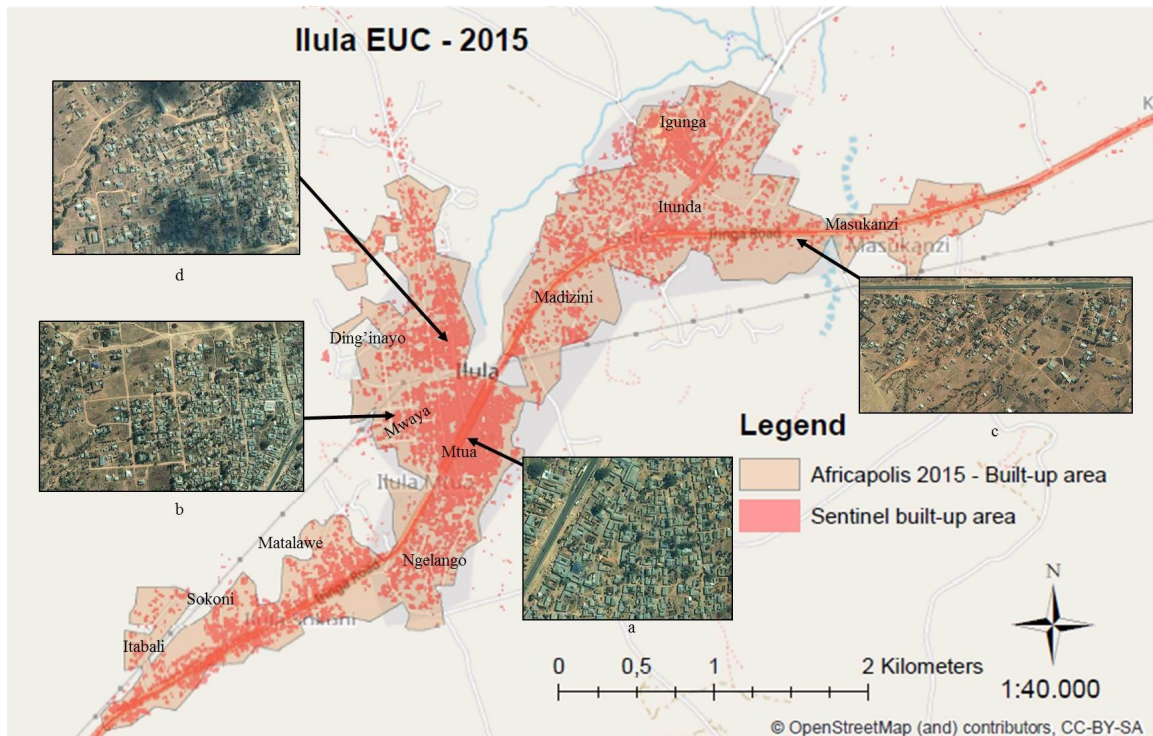 Ilula EUC - 2015
d
Igunga
Itunda
Iringa Road
Masukanzi
Masukanzi
Madizini
Ding'inayo
Ilula
b
Mwaya
Mtua
Ilula Mtua
c
Matalawe
Ngelango
Iringa Road
Sokoni
Ilula Sokoni
Itabali
a
Legend
Africapolis 2015 - Built-up area
Sentinel built-up area
N
0 0,5 1 2 Kilometers
1:40.000
© OpenStreetMap (and) contributors, CC-BY-SA